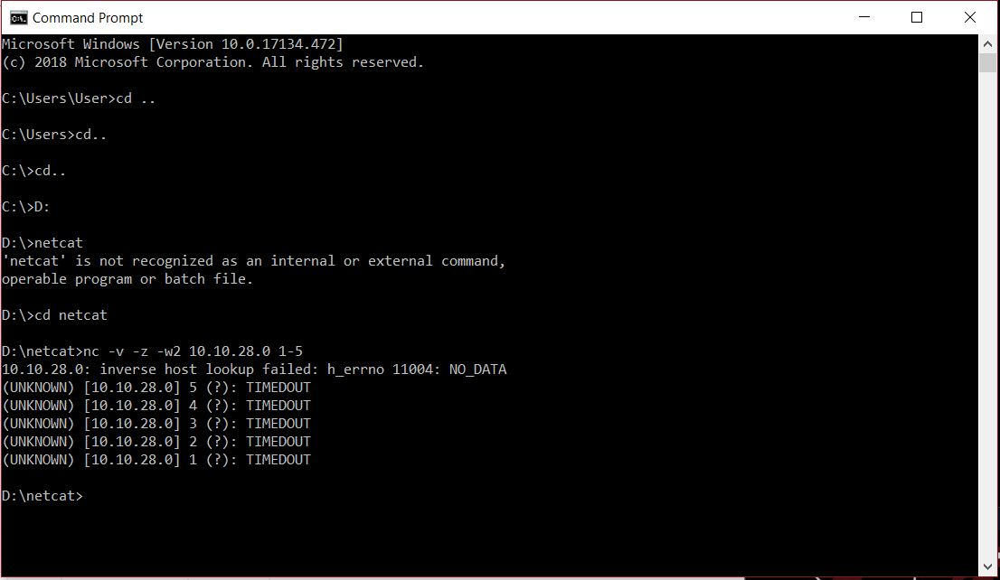 Command Prompt
Microsoft Windows [Version 10.0.17134.472]
(c) 2018 Microsoft Corporation. All rights reserved.
C:\Users\User>cd ..
C:\Users>cd..
C:\>cd..
C:\>D:
D:\>netcat
'netcat' is not recognized as an internal or external command,
operable program or batch file.
D:\>cd netcat
D:\netcat>nc -v -z -w2 10.10.28.0 1-5
10.10.28.0: inverse host lookup failed: h_errno 11004: NO_DATA
(UNKNOWN) [10.10.28.0] 5 (?): TIMEDOUT
(UNKNOWN) [10.10.28.0] 4 (?): TIMEDOUT
(UNKNOWN) [10.10.28.0] 3 (?): TIMEDOUT
(UNKNOWN) [10.10.28.0] 2 (?): TIMEDOUT
(UNKNOWN) [10.10.28.0] 1 (?): TIMEDOUT
D:\netcat>